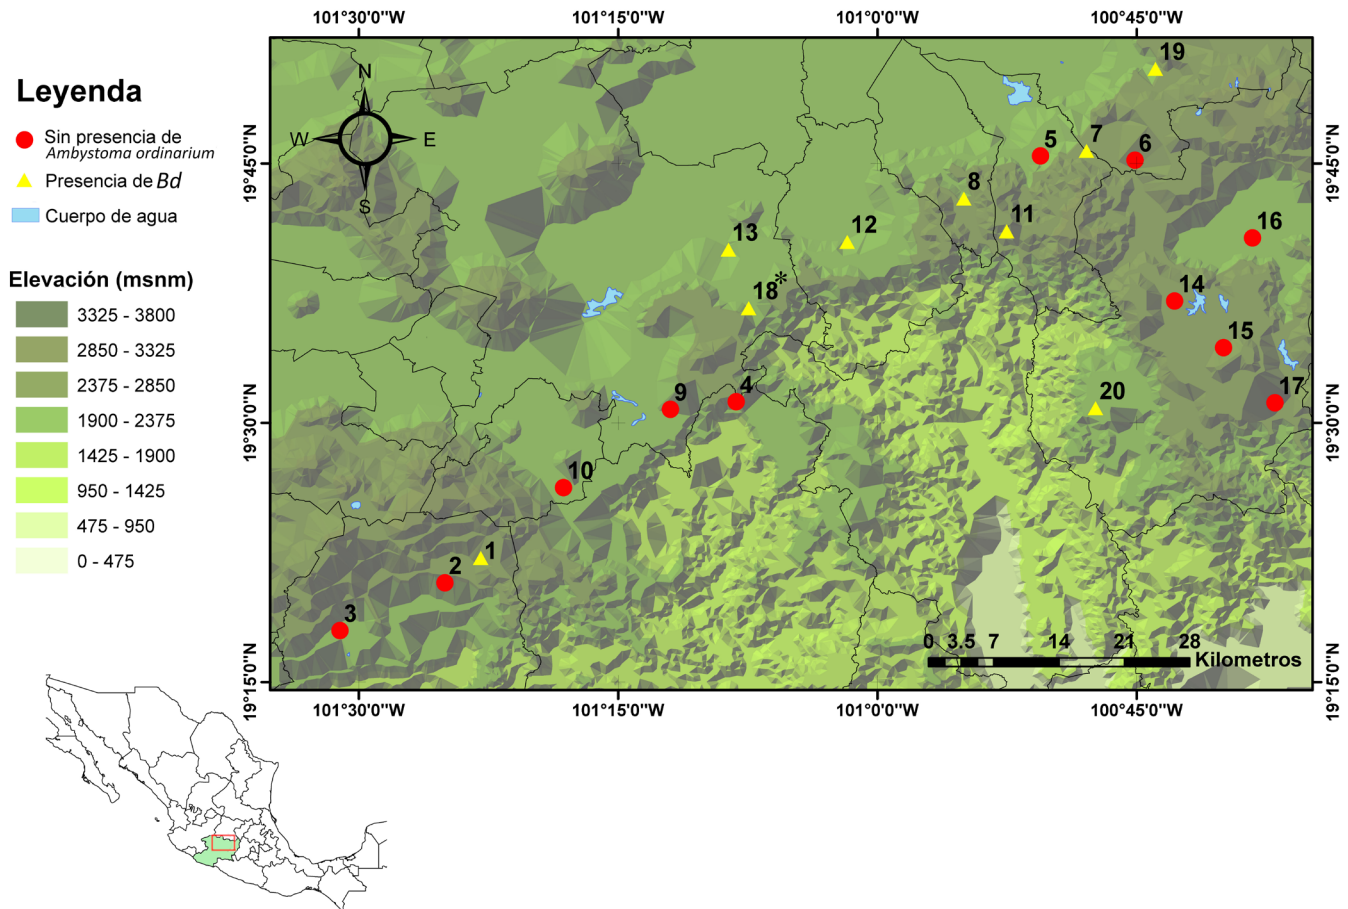 101°30'0"W 101°15'0"W 101°0'0"W 100°45'0"W
Leyenda
Sin presencia de
Ambystoma ordinarium
Presencia de Bd
Cuerpo de agua
Elevación (msnm)
3325 - 3800
2850 - 3325
2375 - 2850
1900 - 2375
1425 - 1900
950 - 1425
475 - 950
0 - 475
N
W E
S
19°45'0"N
19°30'0"N
19°15'0"N
19
5 7 6
8
11
16
13 12
18*
14
15
9 4
20 17
10
1
2
3
0 3.5 7 14 21 28
Kilometros
19°45'0"N
19°30'0"N
19°15'0"N
101°30'0"W 101°15'0"W 101°0'0"W 100°45'0"W